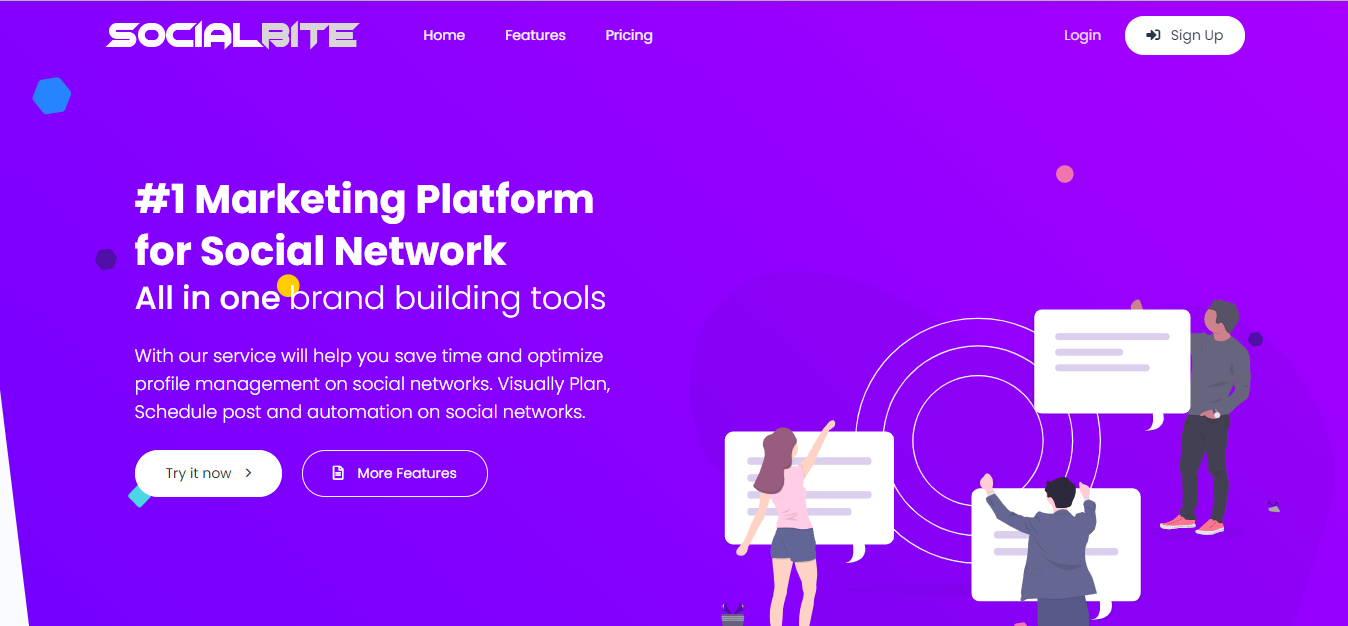 SOCIALBITE
Home Features Pricing
Login
Sign Up
#1 Marketing Platform
for Social Network
All in one brand building tools
With our service will help you save time and optimize
profile management on social networks. Visually Plan,
Schedule post and automation on social networks.
Try it now
More Features